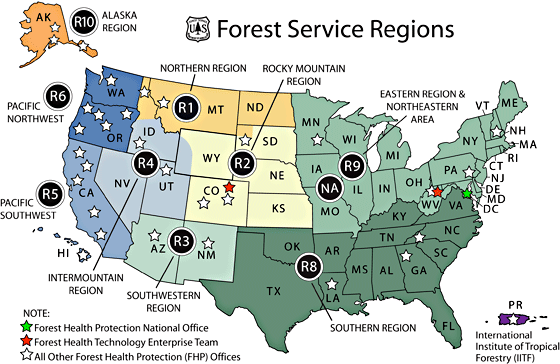 Forest Service Regions
R10
ALASKA
REGION
AK
NORTHERN REGION
ROCKY MOUNTAIN
REGION
EASTERN REGION &
NORTHEASTERN
AREA
R6
PACIFIC
NORTHWEST
WA
OR
ID
R1
MT
ND
SD
WY
R2
NE
CO
KS
R4
NV
UT
R5
PACIFIC
SOUTHWEST
CA
HI
INTERMOUNTAIN
REGION
R3
AZ
NM
SOUTHWESTERN
REGION
MN
WI
MI
IA
R9
NA
IL
IN
OH
MO
PA
NY
VT
ME
NH
MA
RI
CT
NJ
DE
MD
DC
WV
VA
KY
TN
NC
SC
OK
AR
R8
TX
LA
MS
AL
GA
FL
SOUTHERN REGION
PR
International
Institute of Tropical
Forestry (IITF)
NOTE:
Forest Health Protection National Office
Forest Health Technology Enterprise Team
All Other Forest Health Protection (FHP) Offices